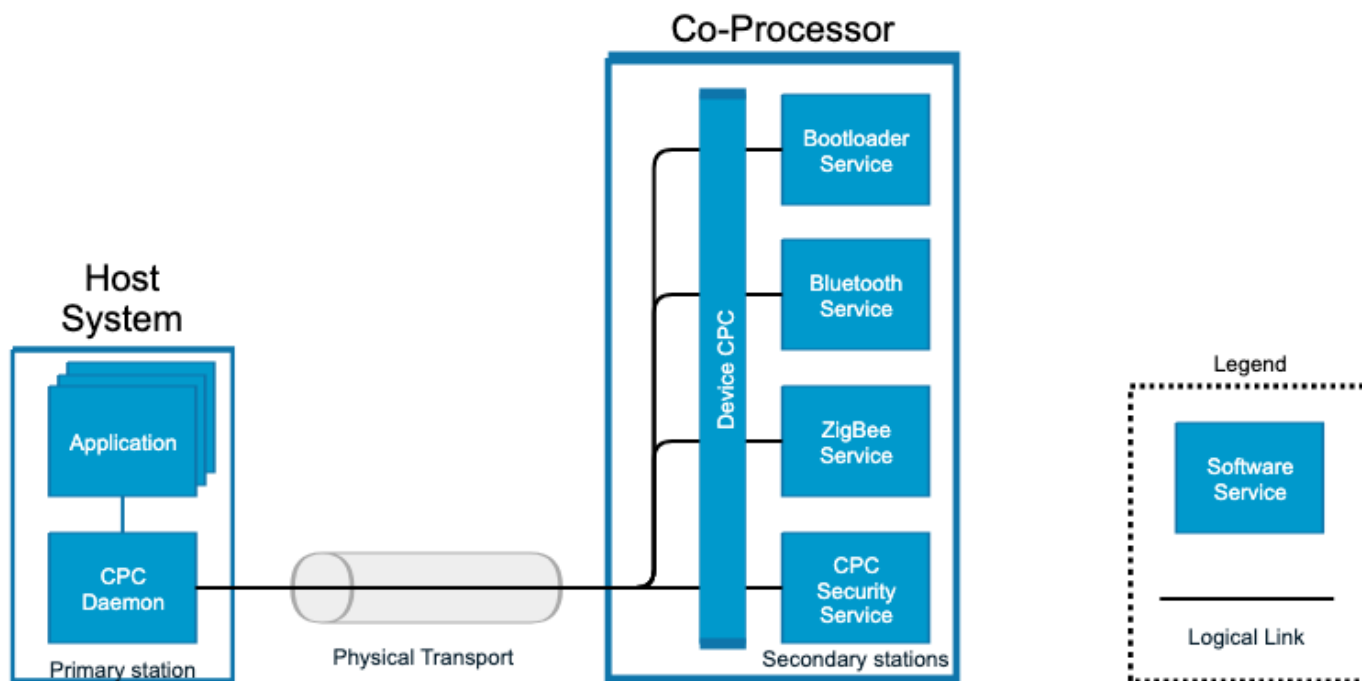 Co-Processor
Bootloader
Service
Host
System
Bluetooth
Service
Device CPC
Legend
Application
ZigBee
Service
Software
Service
CPC
Daemon
CPC
Security
Service
Physical Transport
Logical Link
Primary station
Secondary stations